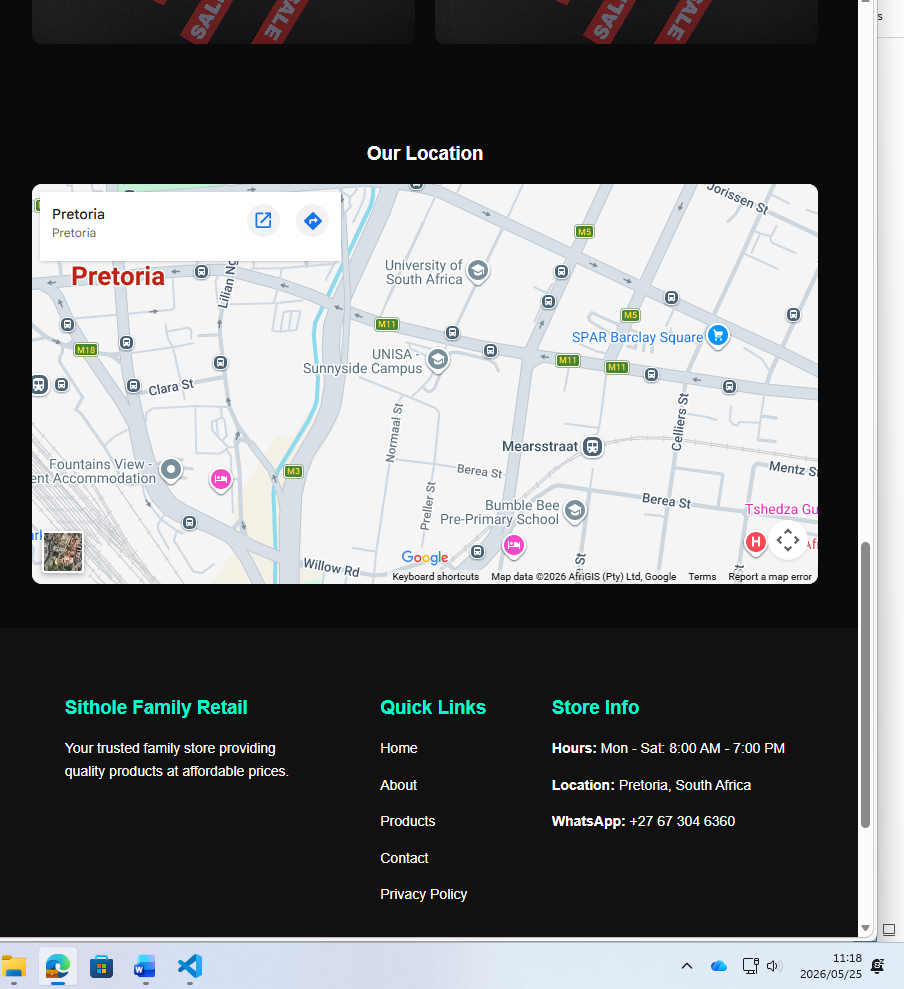 SALE
SALE
SALE
SALE
s
Our Location
Pretoria
Pretoria
Pretoria
Jorissen St
M5
University of
South Africa
Lilian Ng
M5
M11
SPAR Barclay Square
M18
UNISA -
Sunnyside Campus
M11
M11
Clara St
Normaal St
Celliers St
Mearsstraat
Fountains View -
ent Accommodation
M3
Berea St
Mentz St
Preller St
Berea St
Bumble Bee
Pre-Primary School
Tshedza Gu
H
Google
Willow Rd
St
St
Keyboard shortcuts
Map data ©2026 AfriGIS (Pty) Ltd, Google
Terms
Report a map error
Sithole Family Retail
Your trusted family store providing
quality products at affordable prices.
Quick Links
Home
About
Products
Contact
Privacy Policy
Store Info
Hours: Mon - Sat: 8:00 AM - 7:00 PM
Location: Pretoria, South Africa
WhatsApp: +27 67 304 6360
11:18
2026/05/25